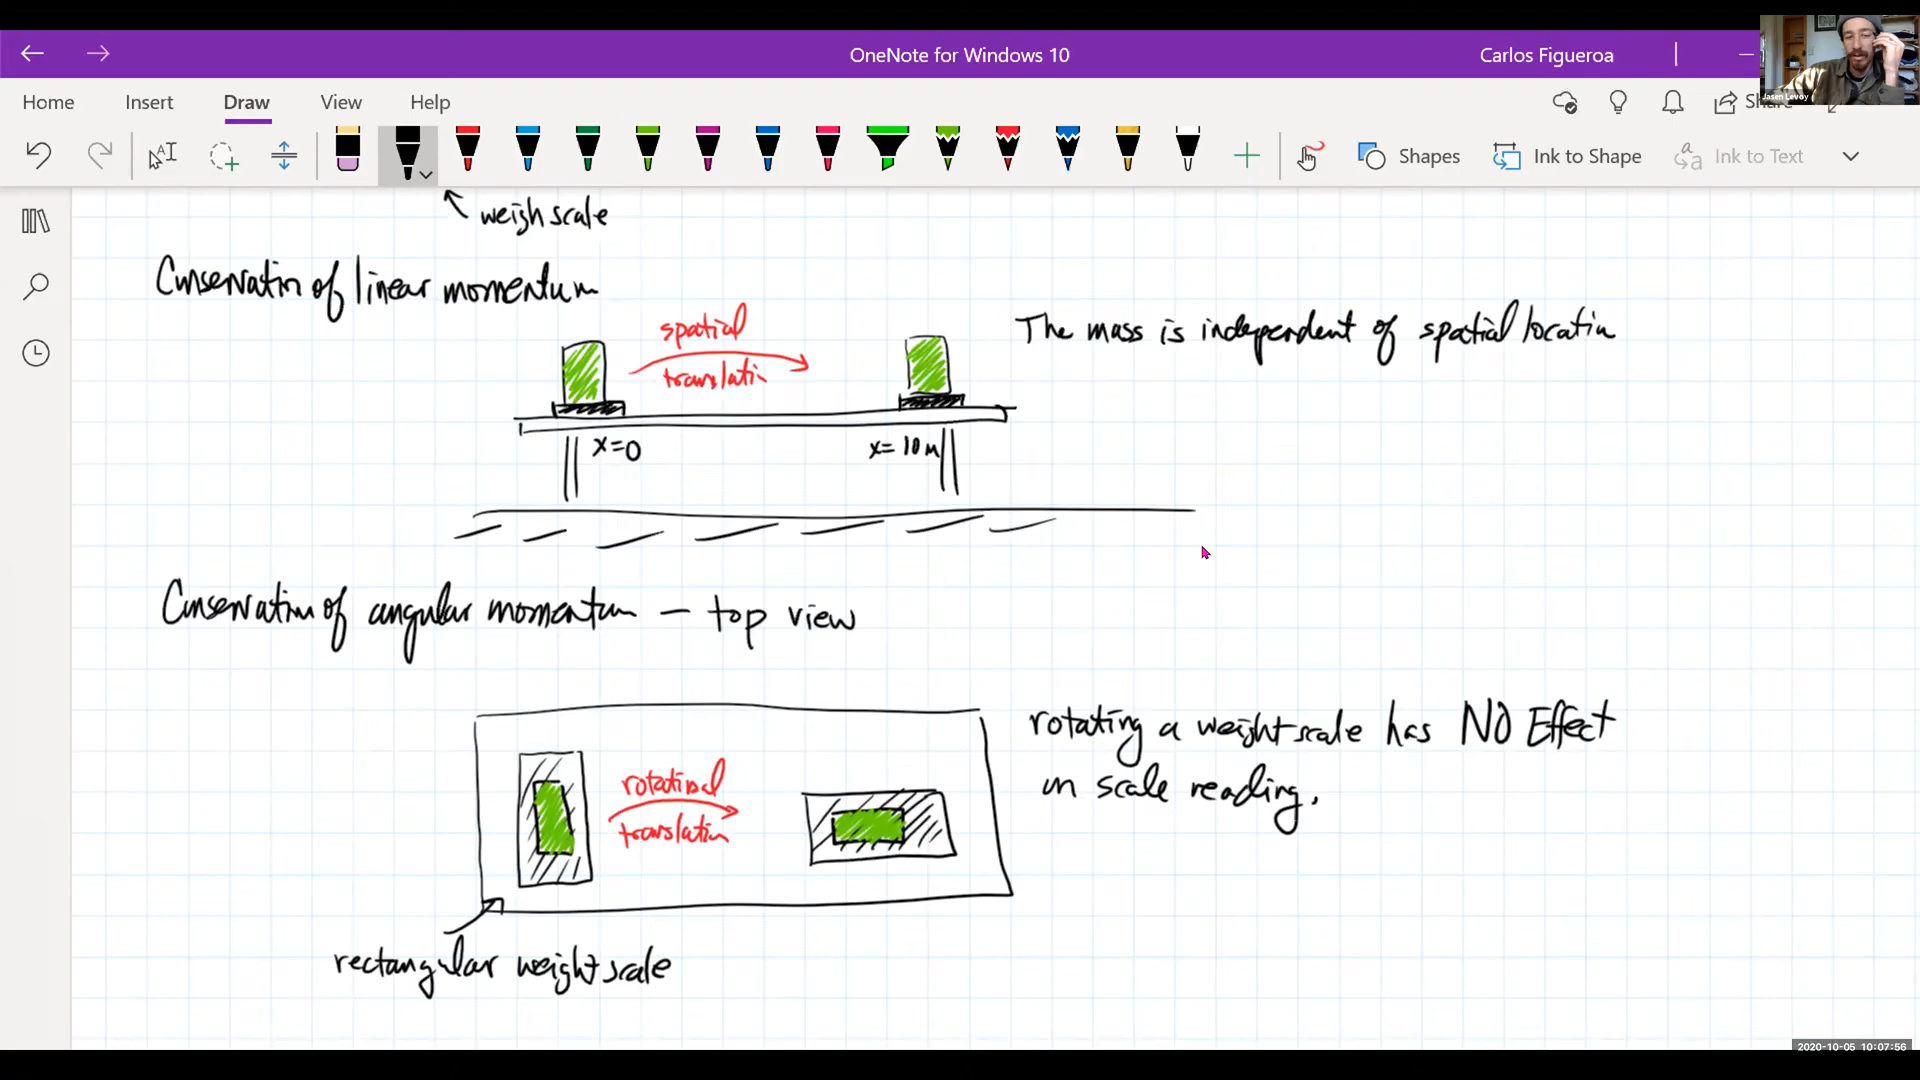 OneNote for Windows 10
Carlos Figueroa
Jasen Levoy
Home Insert Draw View Help
Share
Shapes Ink to Shape Ink to Text
weigh scale
Conservation of linear momentum
spatial
translation
The mass is independent of spatial location
x=0
x=10m
Conservation of angular momentum – top view
rotational
translation
rotating a weight scale has NO Effect
on scale reading.
rectangular weight scale
2020-10-05 10:07:56